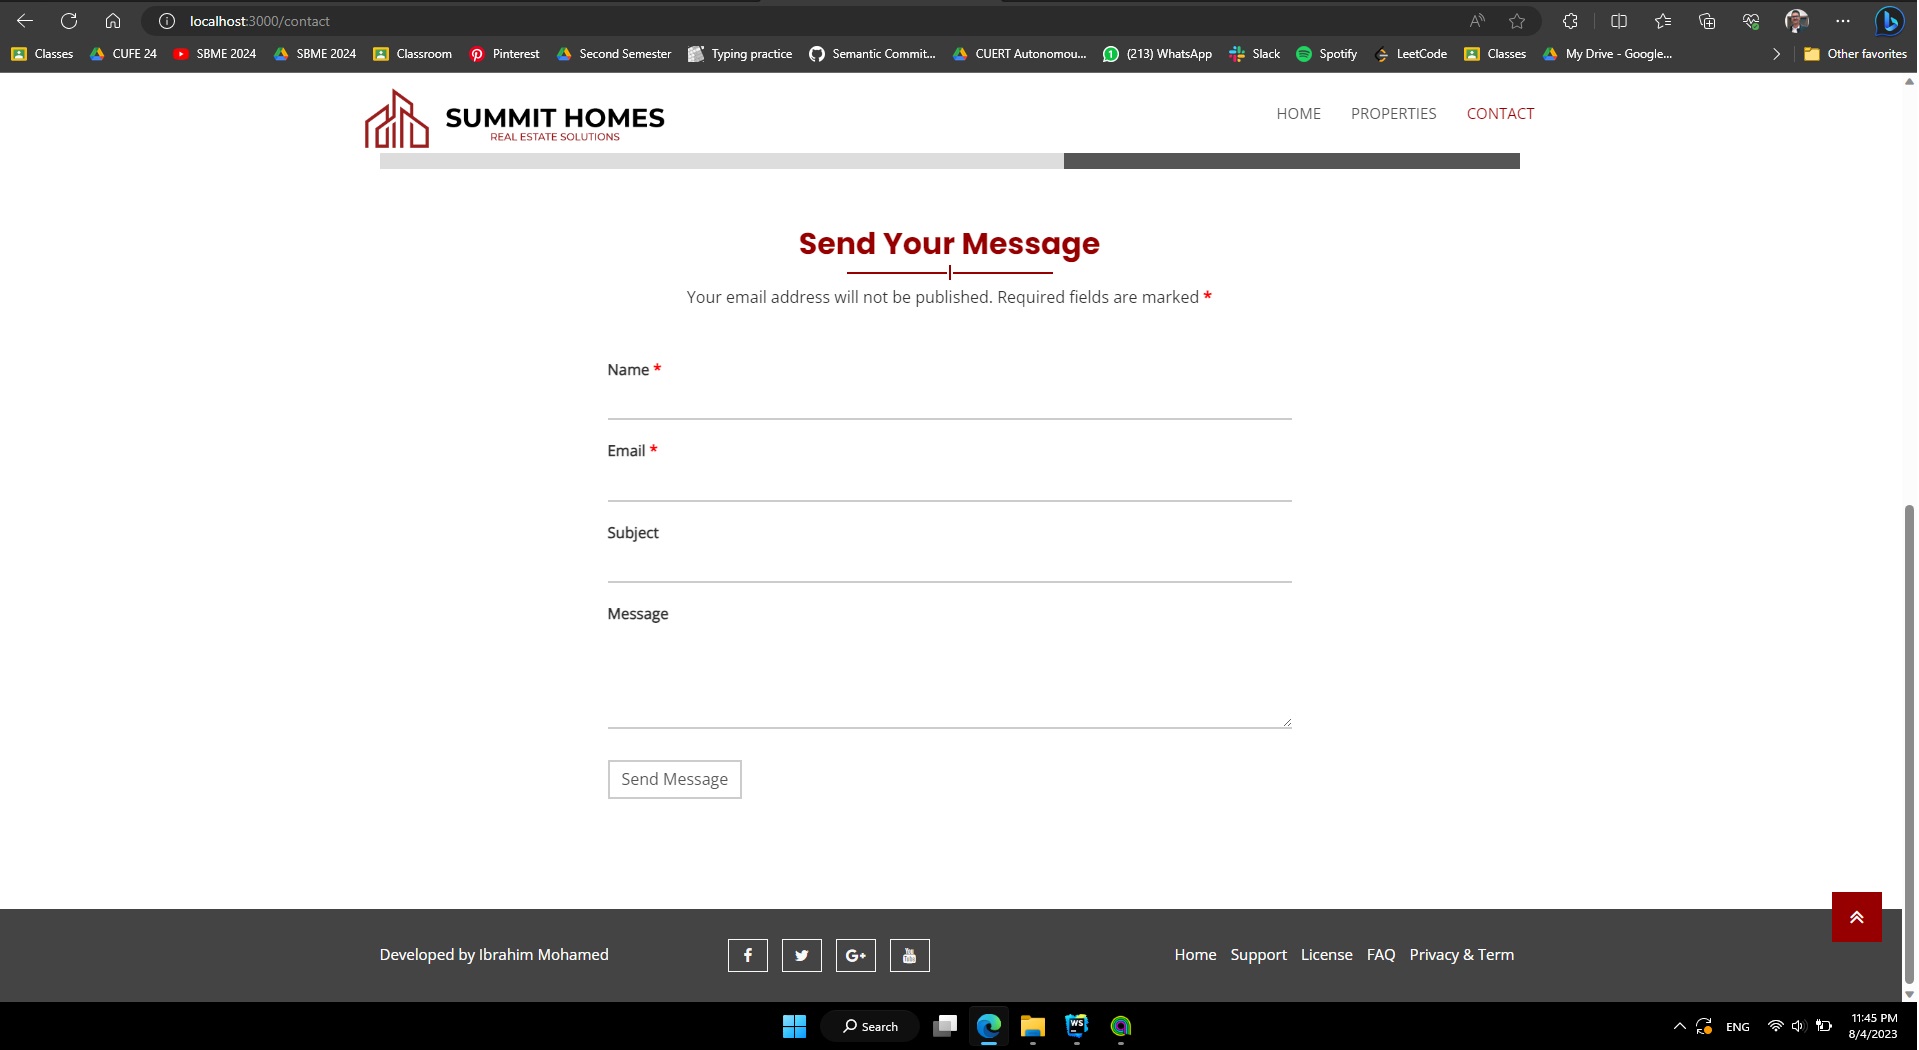 localhost:3000/contact
Classes CUFE 24 SBME 2024 SBME 2024 Classroom Pinterest Second Semester Typing practice Semantic Commit... CUERT Autonomou... (213) WhatsApp Slack Spotify LeetCode Classes My Drive - Google... Other favorites
SUMMIT HOMES
REAL ESTATE SOLUTIONS
HOME PROPERTIES CONTACT
Send Your Message
Your email address will not be published. Required fields are marked *
Name *
Email *
Subject
Message
Send Message
Developed by Ibrahim Mohamed
Home Support License FAQ Privacy & Term
Search
ENG
11:45 PM
8/4/2023